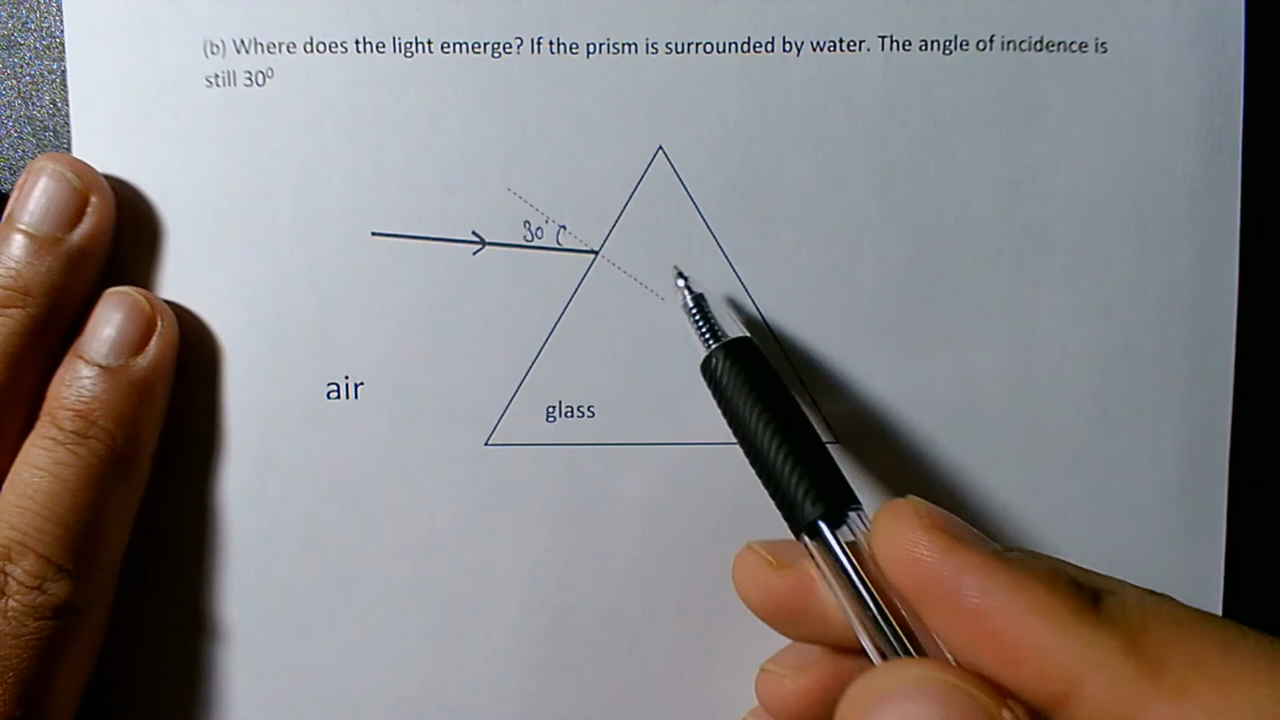 (b) Where does the light emerge? If the prism is surrounded by water. The angle of incidence is
still 30⁰
30°
air
glass